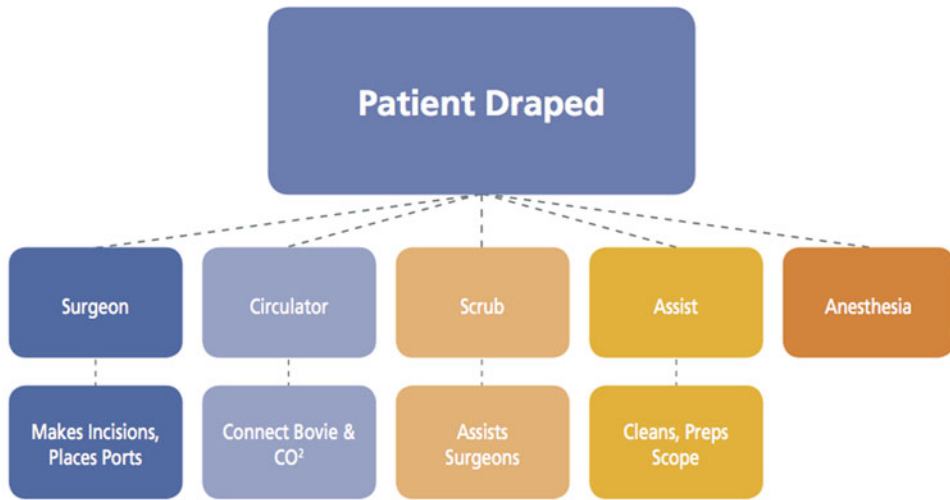 Patient Draped
Surgeon
Circulator
Scrub
Assist
Anesthesia
Makes Incisions,
Places Ports
Connect Bovie &
CO²
Assists
Surgeons
Cleans, Preps
Scope